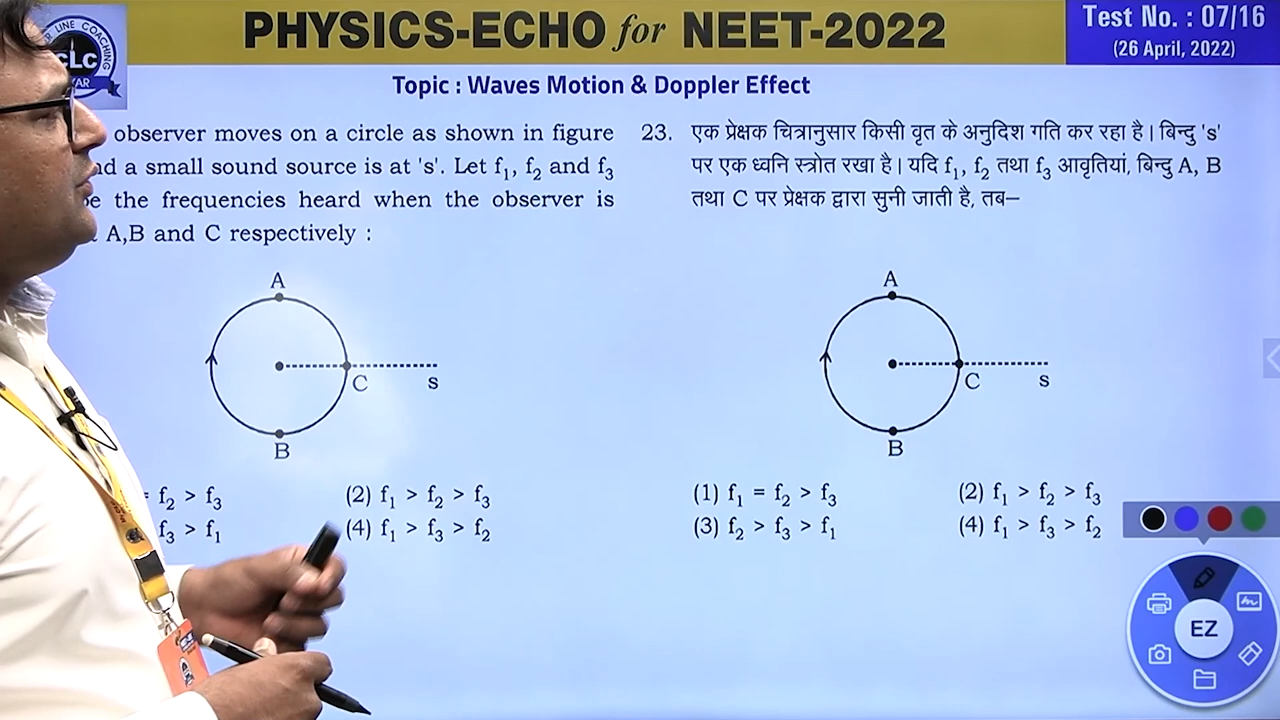 PHYSICS-ECHO for NEET-2022
Test No. : 07/16
(26 April, 2022)
LINE COACHING
CLC
Topic : Waves Motion & Doppler Effect
observer moves on a circle as shown in figure
a small sound source is at 's'. Let f₁, f₂ and f₃
the frequencies heard when the observer is
A,B and C respectively :
A
C
s
B
= f₂ > f₃
(2) f₁ > f₂ > f₃
f₃ > f₁
(4) f₁ > f₃ > f₂
23. एक प्रेक्षक चित्रानुसार किसी वृत के अनुदिश गति कर रहा है। बिन्दु 's'
पर एक ध्वनि स्त्रोत रखा है। यदि f₁, f₂ तथा f₃ आवृतियां, बिन्दु A, B
तथा C पर प्रेक्षक द्वारा सुनी जाती है, तब–
A
C
s
B
(1) f₁ = f₂ > f₃
(2) f₁ > f₂ > f₃
(3) f₂ > f₃ > f₁
(4) f₁ > f₃ > f₂
EZ